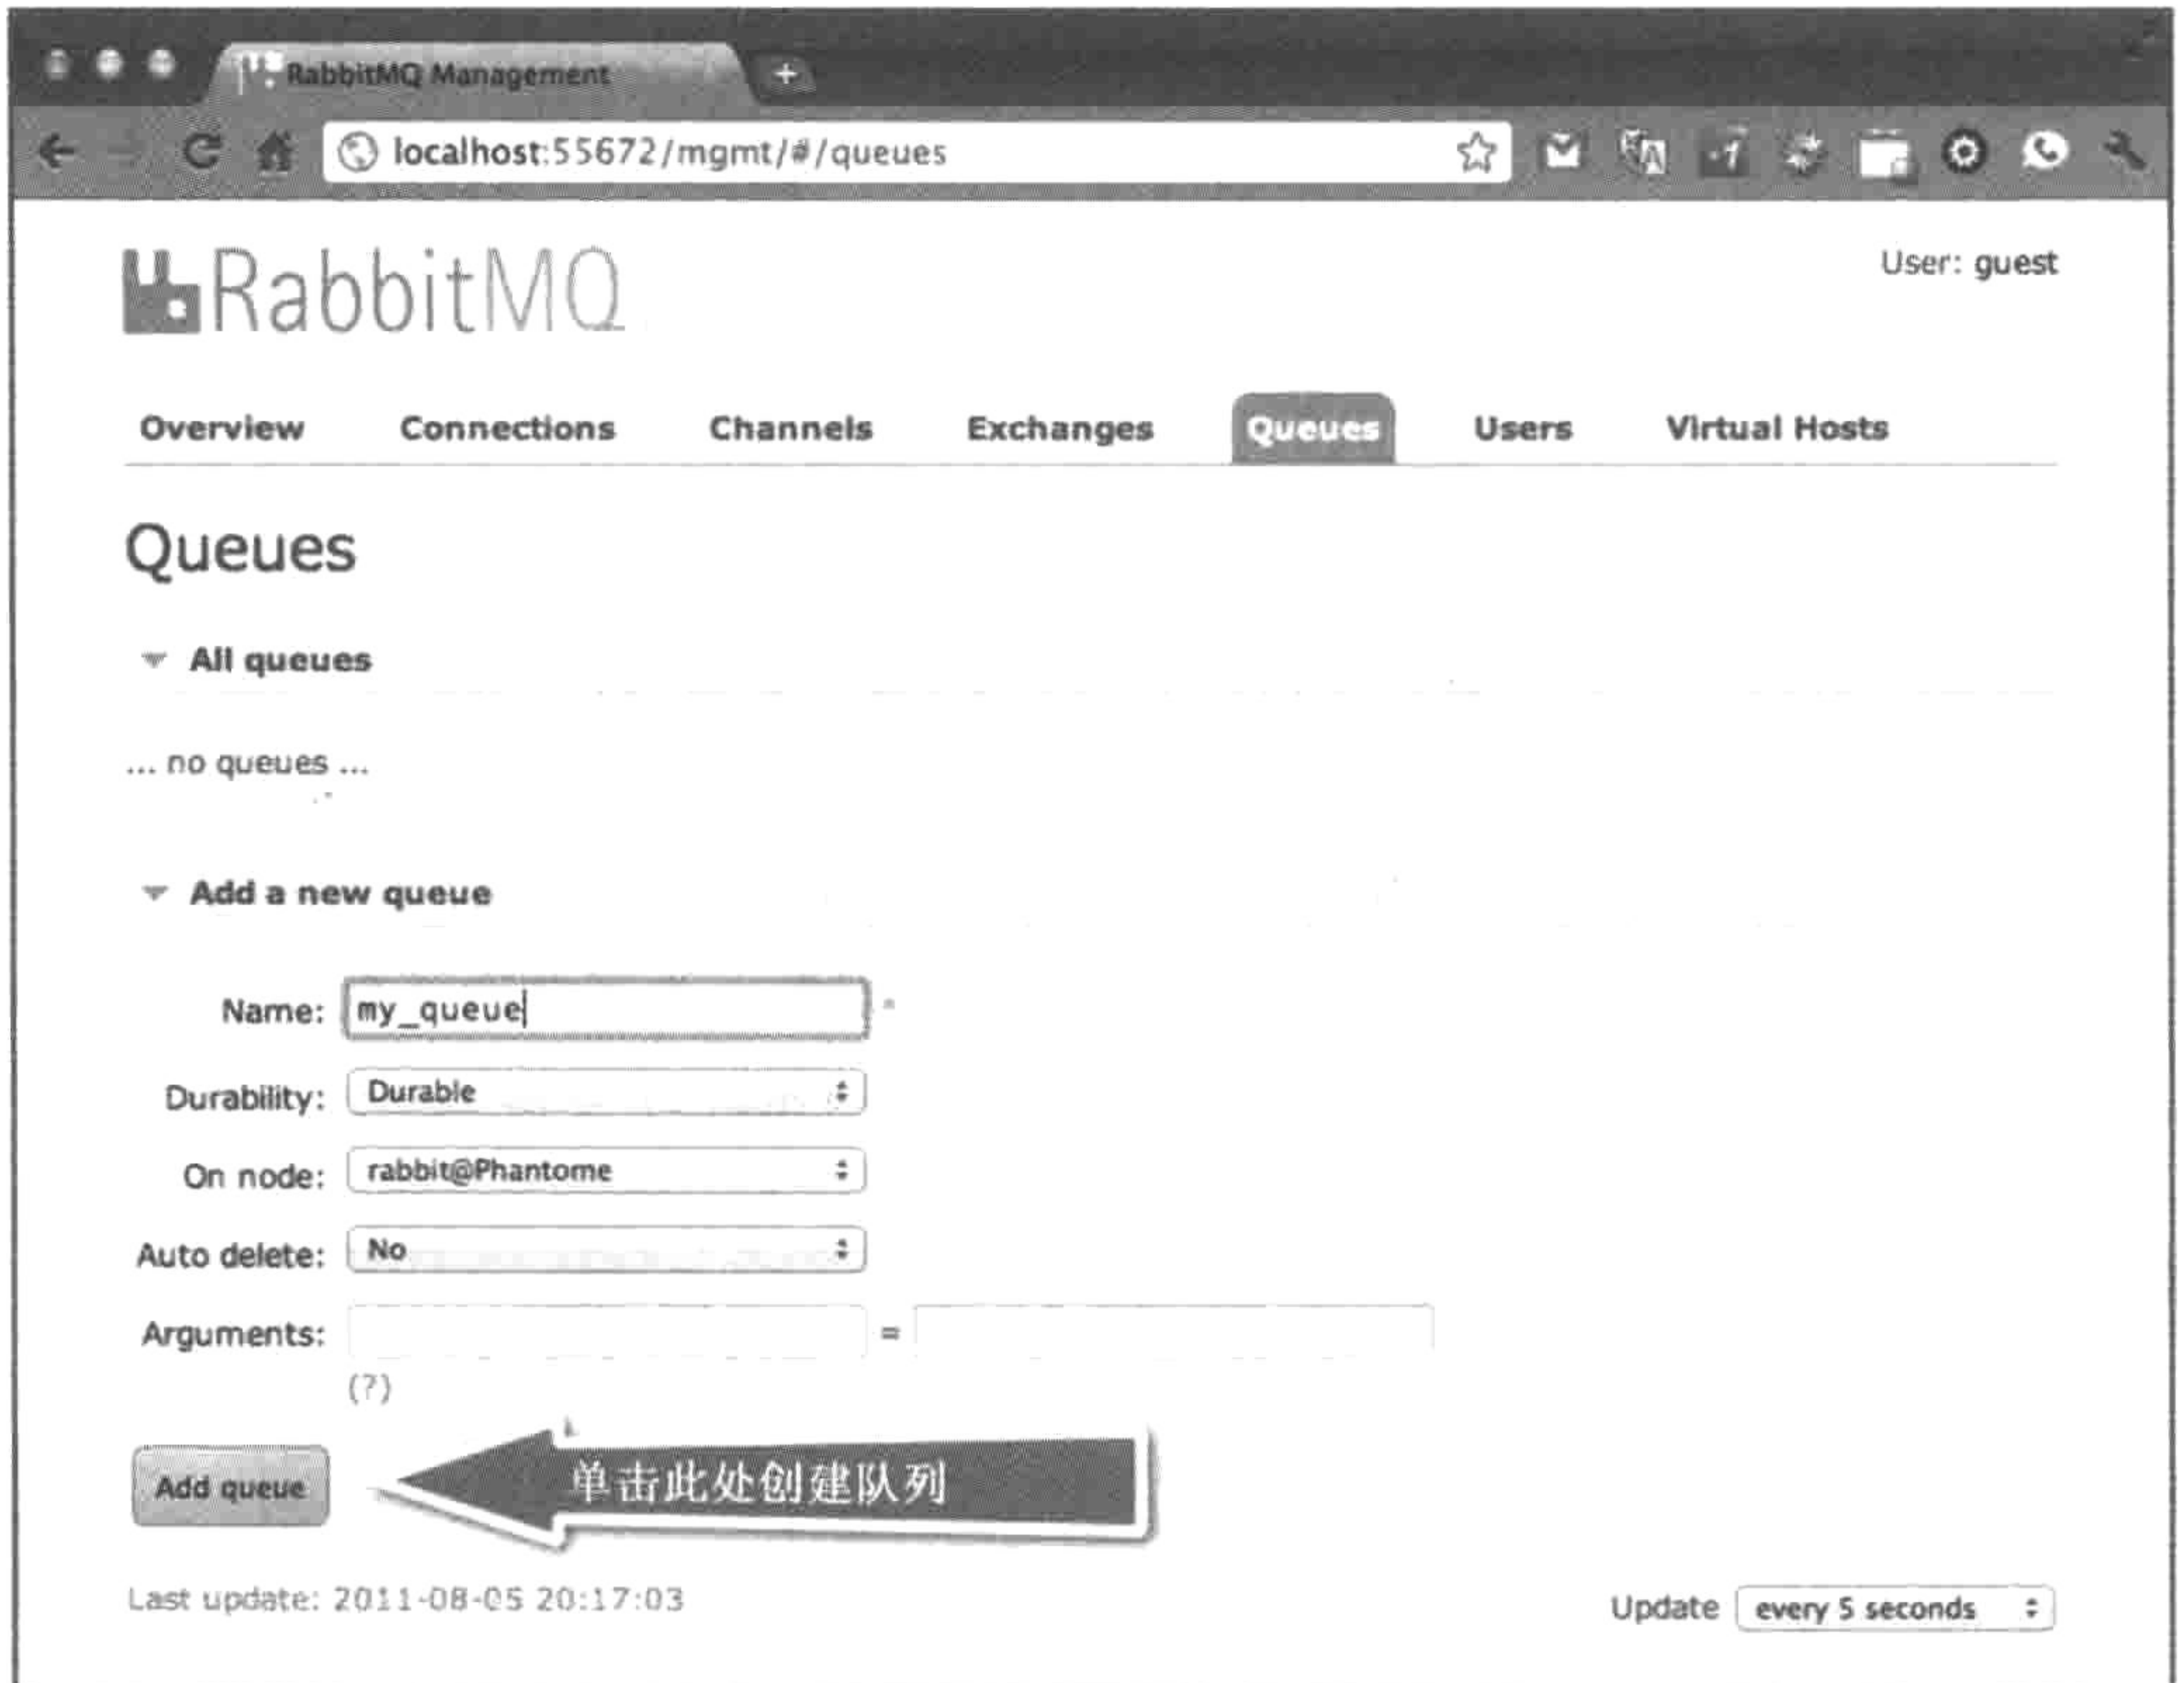 RabbitMQ Management
localhost:55672/mgmt/#/queues
RabbitMQ
User: guest
Overview Connections Channels Exchanges Queues Users Virtual Hosts
Queues
All queues
... no queues ...
Add a new queue
Name: my_queue *
Durability: Durable
On node: rabbit@Phantome
Auto delete: No
Arguments: =
(?)
Add queue
单击此处创建队列
Last update: 2011-08-05 20:17:03
Update every 5 seconds